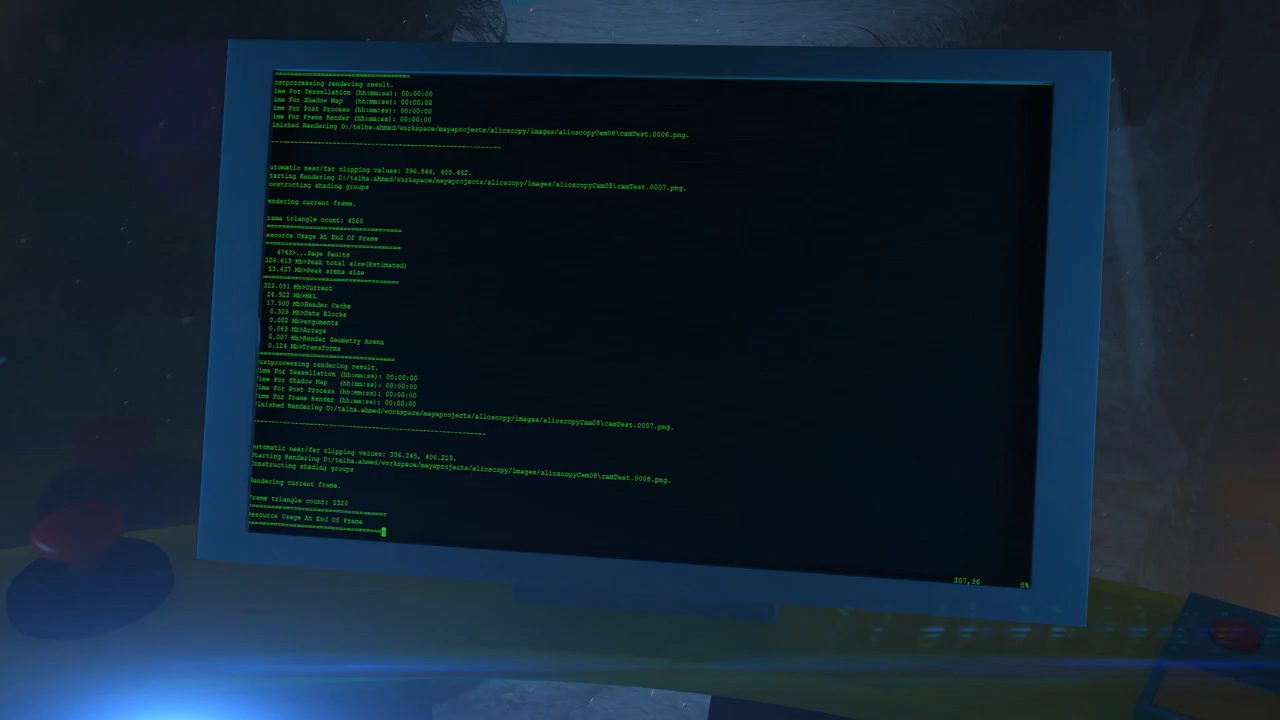 ostprocessing rendering result.
ime For Tessellation (hh:mm:ss): 00:00:00
ime For Shadow Map (hh:mm:ss): 00:00:00
ime For Post Process (hh:mm:ss): 00:00:00
ime For Frame Render (hh:mm:ss): 00:00:00
inished Rendering D:/talha.ahmed/workspace/mayaprojects/alioscopy/images/alioscopyCam08\camTest.0006.png.
utomatic near/far clipping values: 396.844, 405.462.
tarting Rendering D:/talha.ahmed/workspace/mayaprojects/alioscopy/images/alioscopyCam08\camTest.0007.png.
onstructing shading groups
endering current frame.
rame triangle count: 4560
esource Usage At End Of Frame
4743>...Page faults
326.613 Mb>Peak total size(Estimated)
53.437 Mb>Peak arena size
322.031 Mb>Current
24.922 Mb>MEL
17.500 Mb>Render Cache
0.325 Mb>Data Blocks
0.002 Mb>arguments
0.063 Mb>Arrays
0.007 Mb>Render Geometry Arena
0.124 Mb>Transforms
ostprocessing rendering result.
Time For Tessellation (hh:mm:ss): 00:00:00
Time For Shadow Map (hh:mm:ss): 00:00:00
Time For Post Process (hh:mm:ss): 00:00:00
Time For Frame Render (hh:mm:ss): 00:00:00
Finished Rendering D:/talha.ahmed/workspace/mayaprojects/alioscopy/images/alioscopyCam08\camTest.0007.png.
utomatic near/far clipping values: 396.245, 406.219.
Starting Rendering D:/talha.ahmed/workspace/mayaprojects/alioscopy/images/alioscopyCam08\camTest.0008.png.
Constructing shading groups
Rendering current frame.
Frame triangle count: 5320
Resource Usage At End Of Frame
307,36 0%